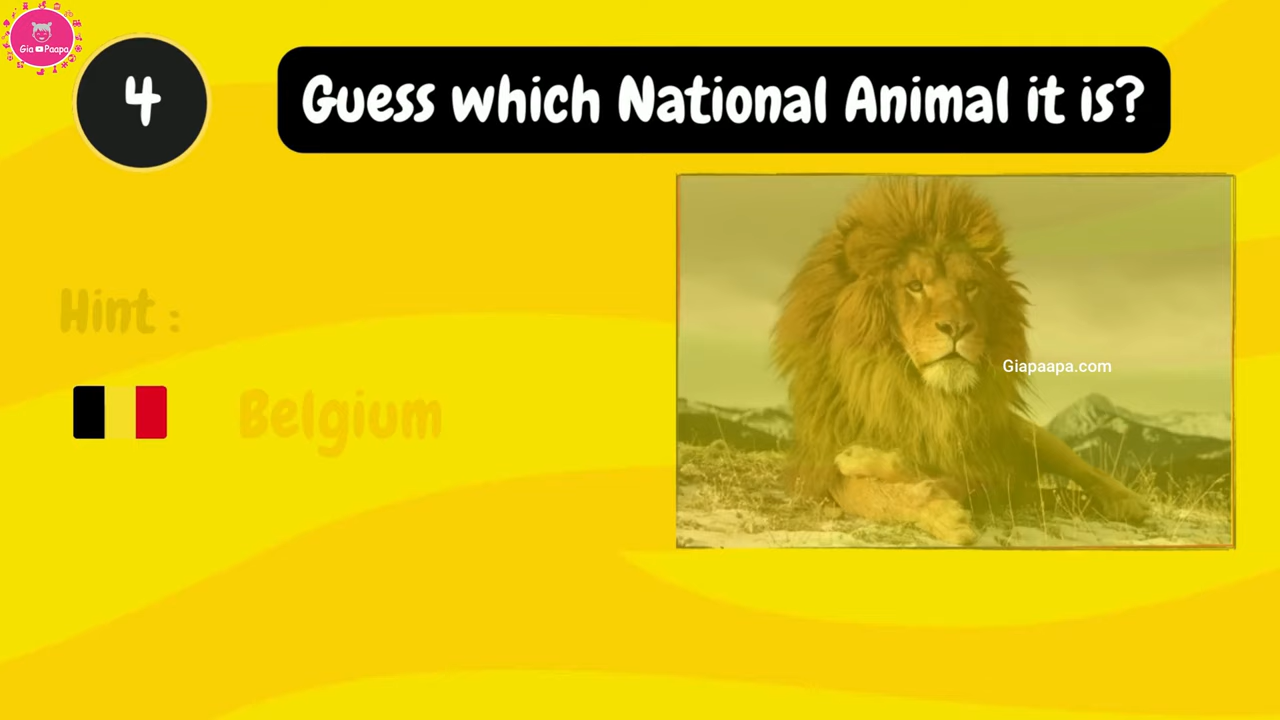 Gia Paapa
4
Guess which National Animal it is?
Hint :
Belgium
Giapaapa.com